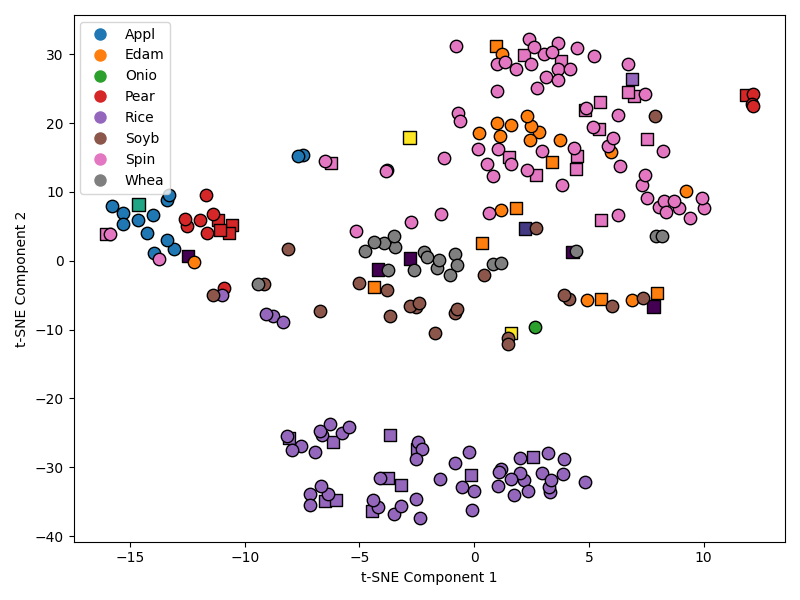 Appl
Edam
Onio
Pear
Rice
Soyb
Spin
Whea
30
20
10
0
−10
−20
−30
−40
−15
−10
−5
0
5
10
t-SNE Component 1
t-SNE Component 2